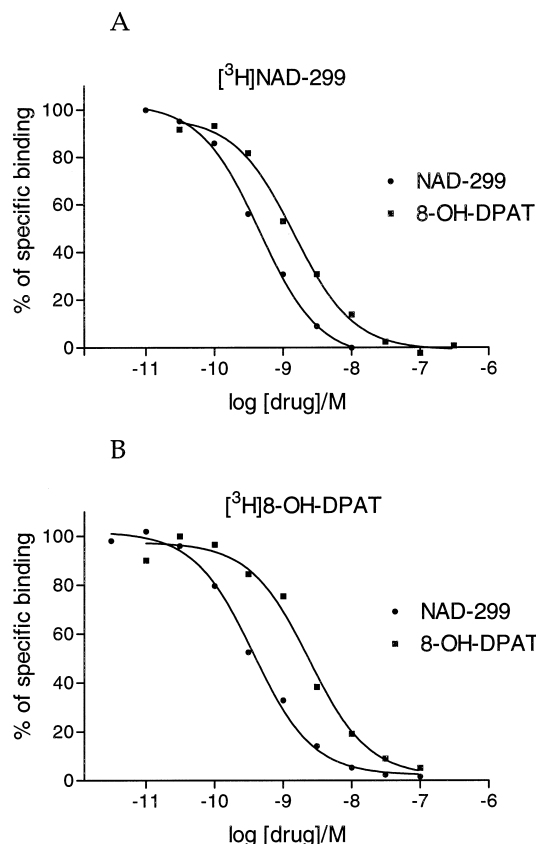 A
[³H]NAD-299
% of specific binding
100
80
60
40
20
0
NAD-299
8-OH-DPAT
-11 -10 -9 -8 -7 -6
log [drug]/M
B
[³H]8-OH-DPAT
% of specific binding
100
80
60
40
20
0
NAD-299
8-OH-DPAT
-11 -10 -9 -8 -7 -6
log [drug]/M